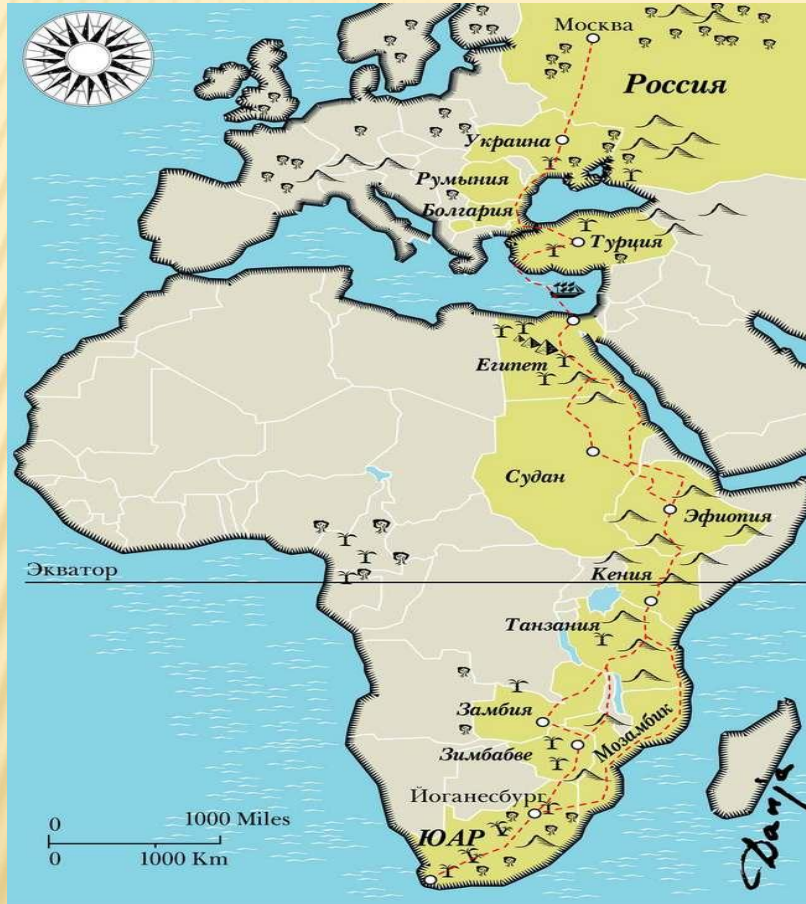 Москва
Россия
Украина
Румыния
Болгария
Турция
Египет
Судан
Эфиопия
Экватор
Кения
Танзания
Замбия
Мозамбик
Зимбабве
Йоганесбург
ЮАР
0 1000 Miles
0 1000 Km
Danja